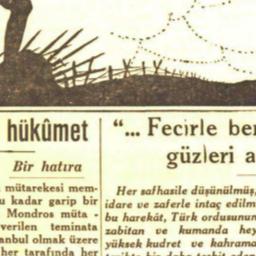 hükûmet
Bir hatıra
mütarekesi mem-
u kadar garip bir
Mondros müta -
verilen teminata
anbul olmak üzere
her tarafında her
“... Fecirle ber
güzleri a
Her safhasile düşünülmüş,
idare ve zaferle intaç edilm
bu harekât, Türk ordusunun
zabitan ve kumanda hey
yüksek kudret ve kahrama